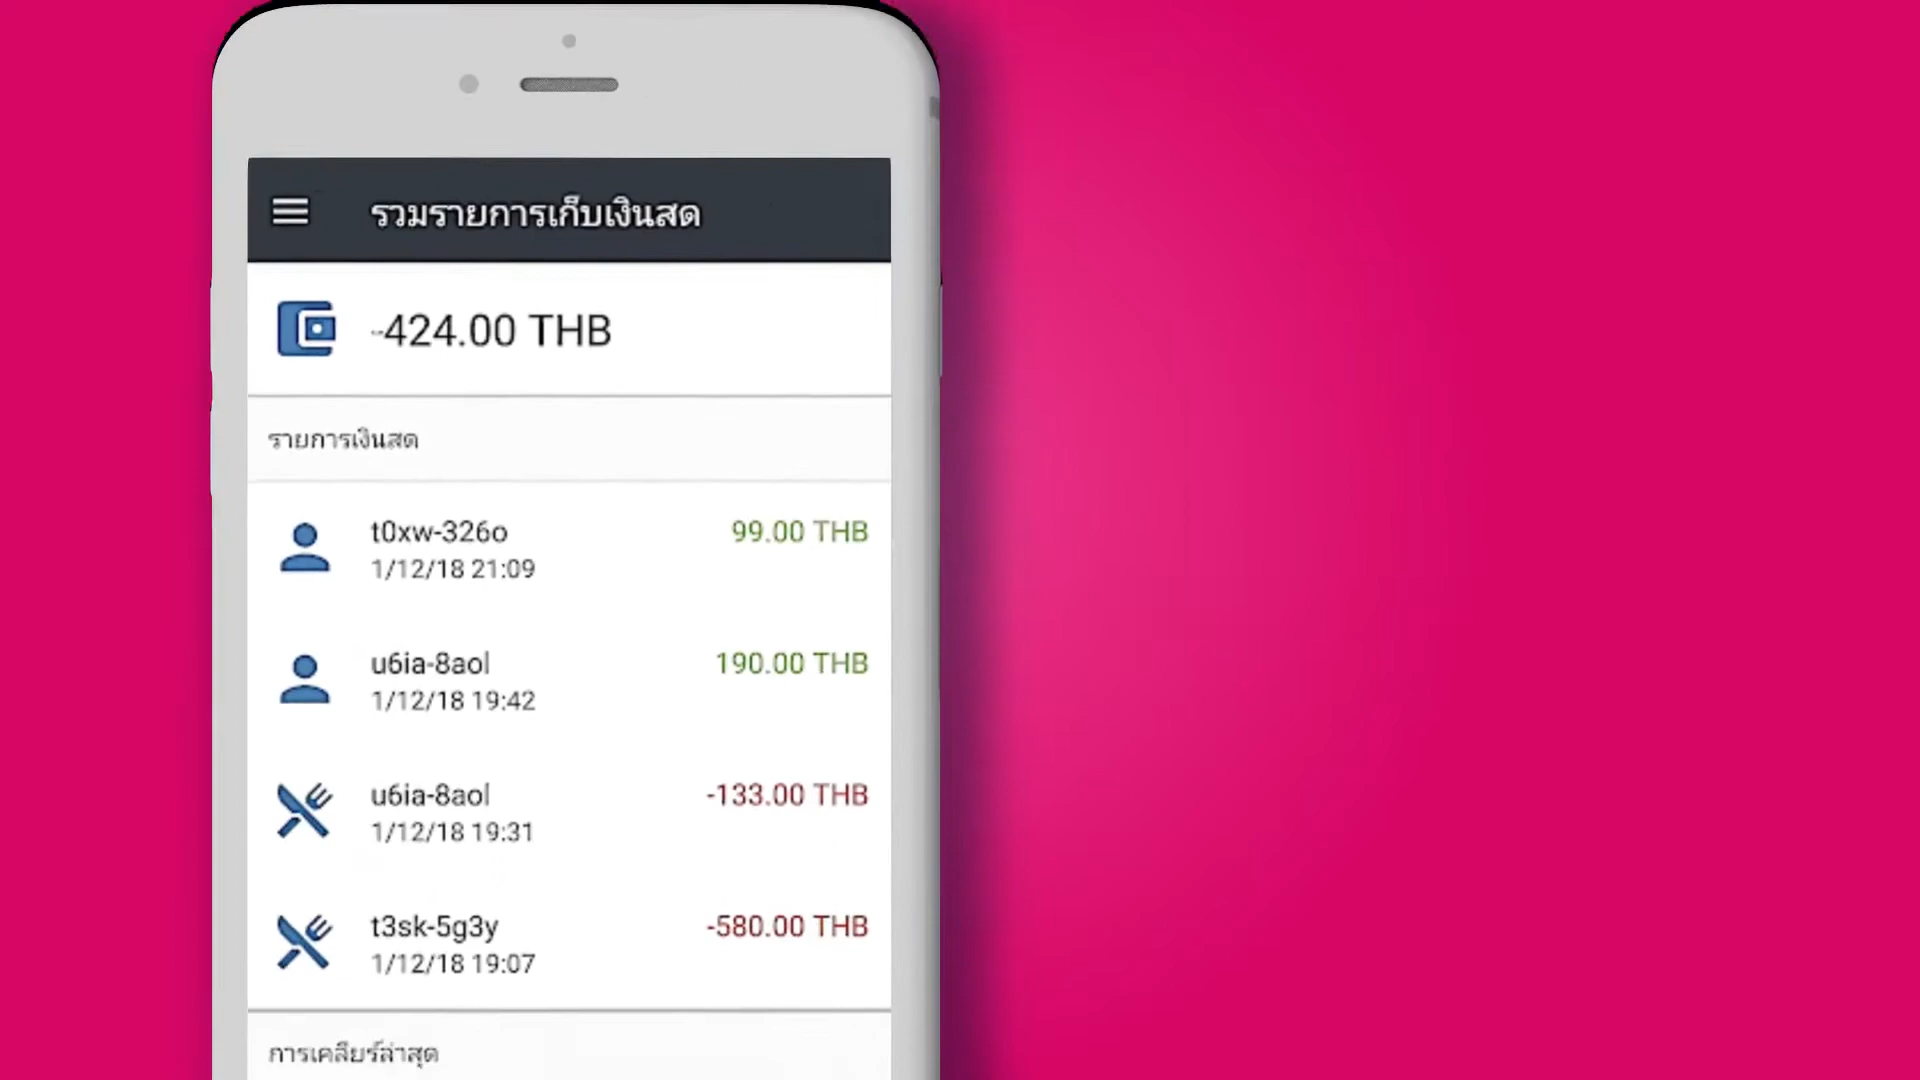 รวมรายการเก็บเงินสด
-424.00 THB
รายการเงินสด
t0xw-326o 99.00 THB
1/12/18 21:09
u6ia-8aol 190.00 THB
1/12/18 19:42
u6ia-8aol -133.00 THB
1/12/18 19:31
t3sk-5g3y -580.00 THB
1/12/18 19:07
การเคลียร์ล่าสุด